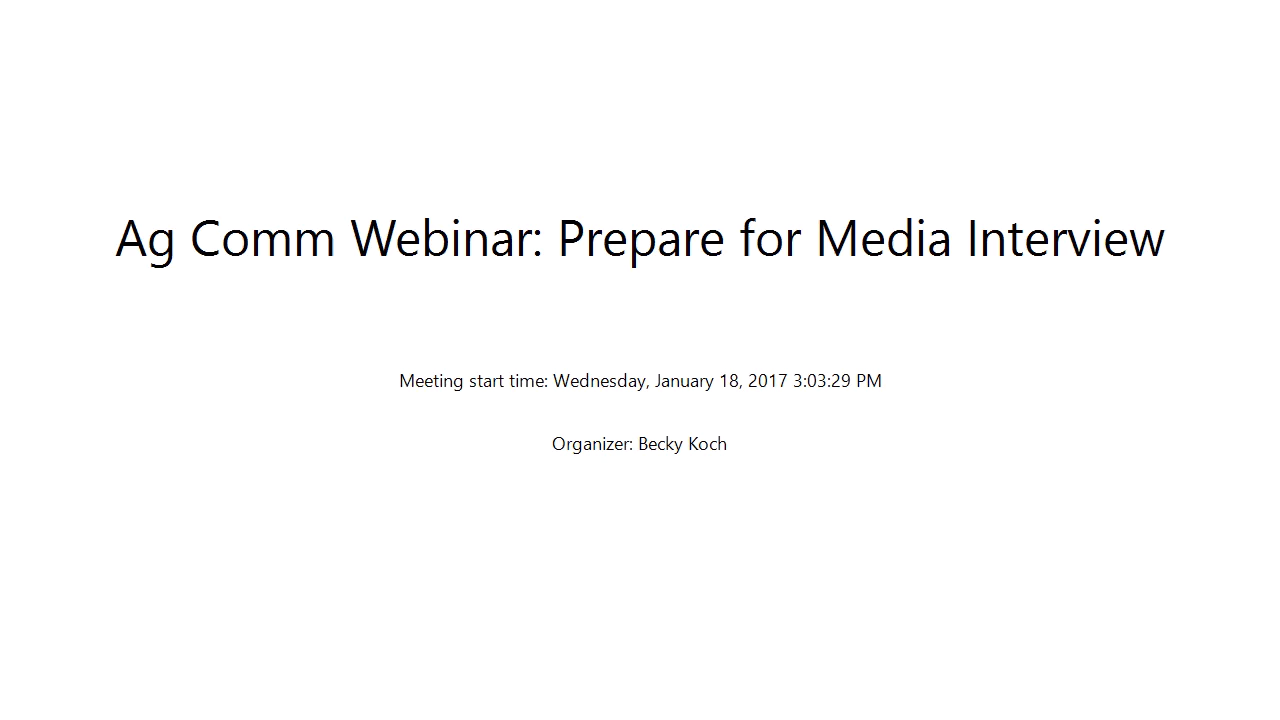 Ag Comm Webinar: Prepare for Media Interview
Meeting start time: Wednesday, January 18, 2017 3:03:29 PM
Organizer: Becky Koch